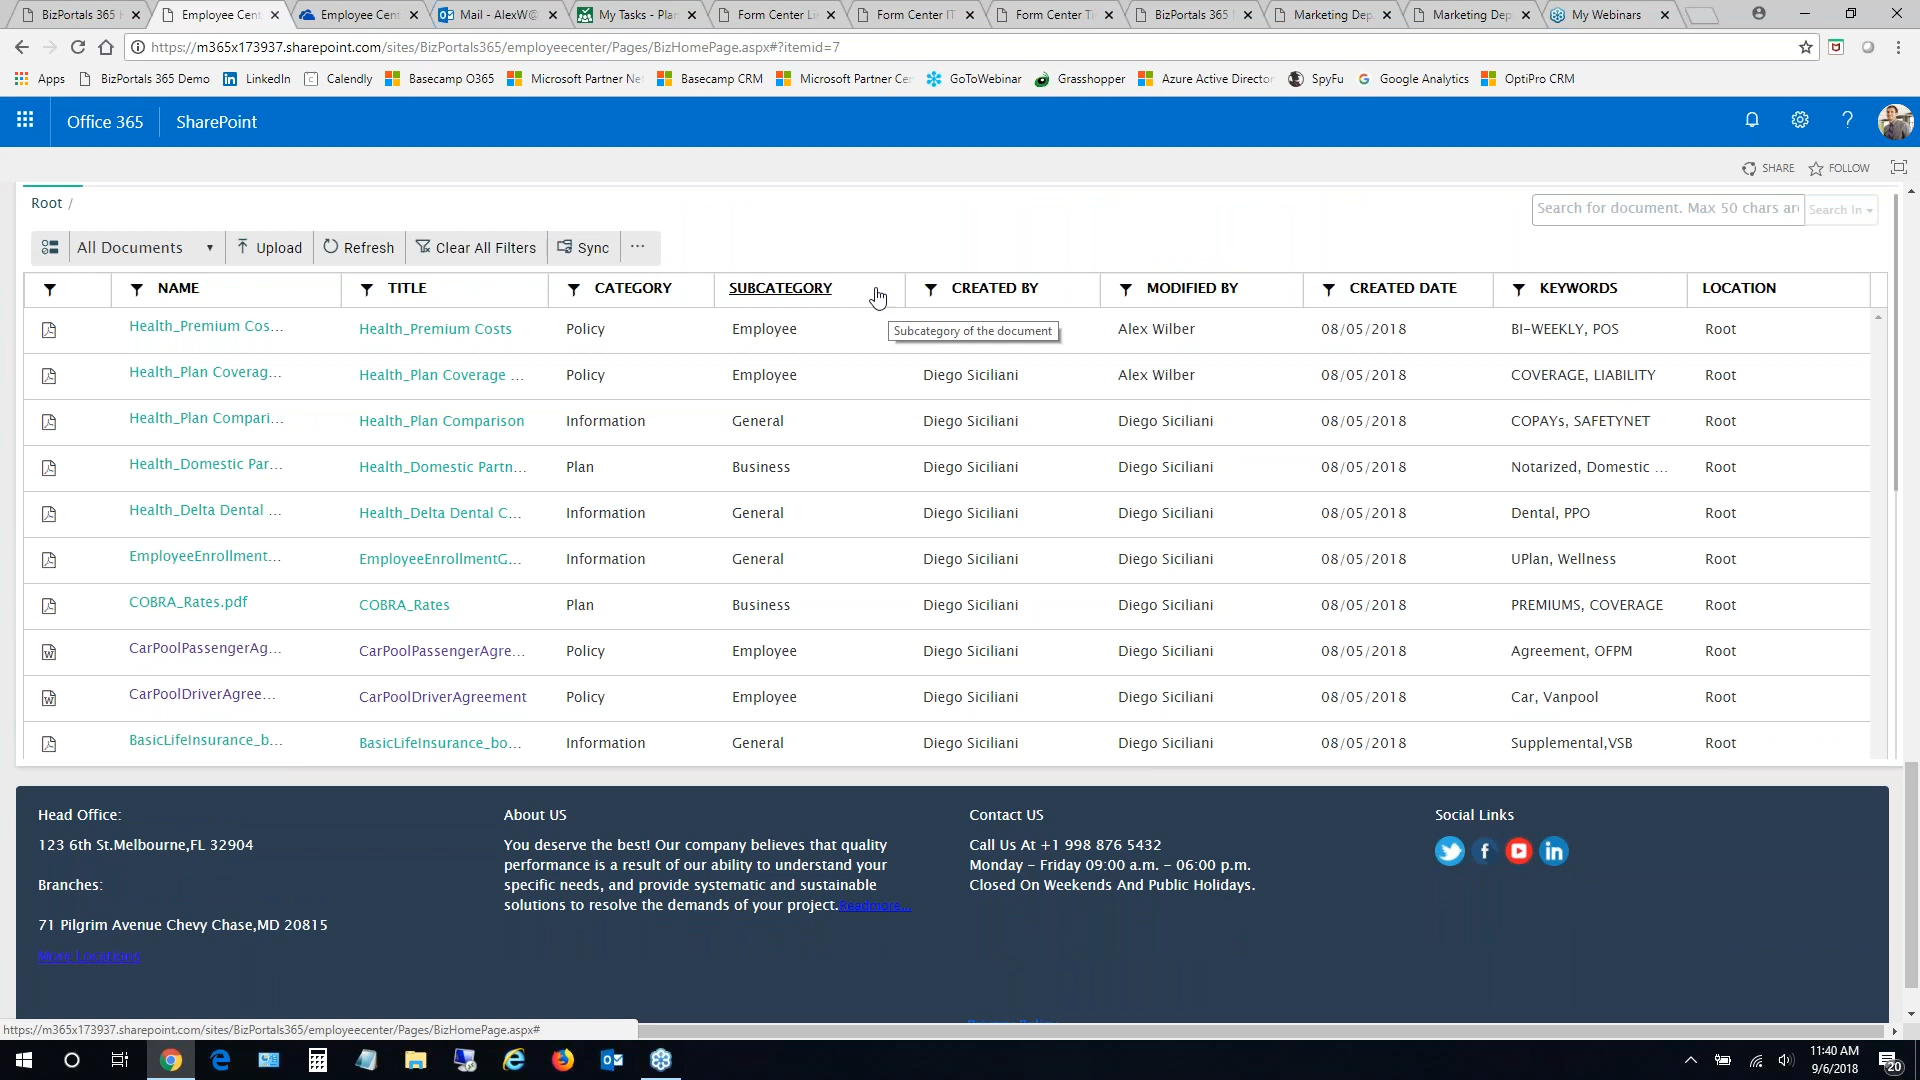 BizPortals 365 H
Employee Cent
Employee Cent
Mail - AlexW@
My Tasks - Plan
Form Center Li
Form Center IT
Form Center Ti
BizPortals 365
Marketing Dep
Marketing Dep
My Webinars
https://m365x173937.sharepoint.com/sites/BizPortals365/employeecenter/Pages/BizHomePage.aspx#?itemid=7
Apps BizPortals 365 Demo LinkedIn Calendly Basecamp O365 Microsoft Partner Ne Basecamp CRM Microsoft Partner Cen GoToWebinar Grasshopper Azure Active Director SpyFu Google Analytics OptiPro CRM
Office 365 SharePoint
SHARE FOLLOW
Root /
Search for document. Max 50 chars are Search In
All Documents Upload Refresh Clear All Filters Sync ...
NAME TITLE CATEGORY SUBCATEGORY CREATED BY MODIFIED BY CREATED DATE KEYWORDS LOCATION
Health_Premium Cos... Health_Premium Costs Policy Employee Alex Wilber 08/05/2018 BI-WEEKLY, POS Root
Subcategory of the document
Health_Plan Coverag... Health_Plan Coverage ... Policy Employee Diego Siciliani Alex Wilber 08/05/2018 COVERAGE, LIABILITY Root
Health_Plan Compari... Health_Plan Comparison Information General Diego Siciliani Diego Siciliani 08/05/2018 COPAYs, SAFETYNET Root
Health_Domestic Par... Health_Domestic Partn... Plan Business Diego Siciliani Diego Siciliani 08/05/2018 Notarized, Domestic ... Root
Health_Delta Dental ... Health_Delta Dental C... Information General Diego Siciliani Diego Siciliani 08/05/2018 Dental, PPO Root
EmployeeEnrollment... EmployeeEnrollmentG... Information General Diego Siciliani Diego Siciliani 08/05/2018 UPlan, Wellness Root
COBRA_Rates.pdf COBRA_Rates Plan Business Diego Siciliani Diego Siciliani 08/05/2018 PREMIUMS, COVERAGE Root
CarPoolPassengerAg... CarPoolPassengerAgre... Policy Employee Diego Siciliani Diego Siciliani 08/05/2018 Agreement, OFPM Root
CarPoolDriverAgree... CarPoolDriverAgreement Policy Employee Diego Siciliani Diego Siciliani 08/05/2018 Car, Vanpool Root
BasicLifeInsurance_b... BasicLifeInsurance_bo... Information General Diego Siciliani Diego Siciliani 08/05/2018 Supplemental,VSB Root
Head Office:
123 6th St.Melbourne,FL 32904
Branches:
71 Pilgrim Avenue Chevy Chase,MD 20815
More Locations
About US
You deserve the best! Our company believes that quality
performance is a result of our ability to understand your
specific needs, and provide systematic and sustainable
solutions to resolve the demands of your project.Readmore...
Contact US
Call Us At +1 998 876 5432
Monday - Friday 09:00 a.m. - 06:00 p.m.
Closed On Weekends And Public Holidays.
Social Links
https://m365x173937.sharepoint.com/sites/BizPortals365/employeecenter/Pages/BizHomePage.aspx#
11:40 AM
9/6/2018
20